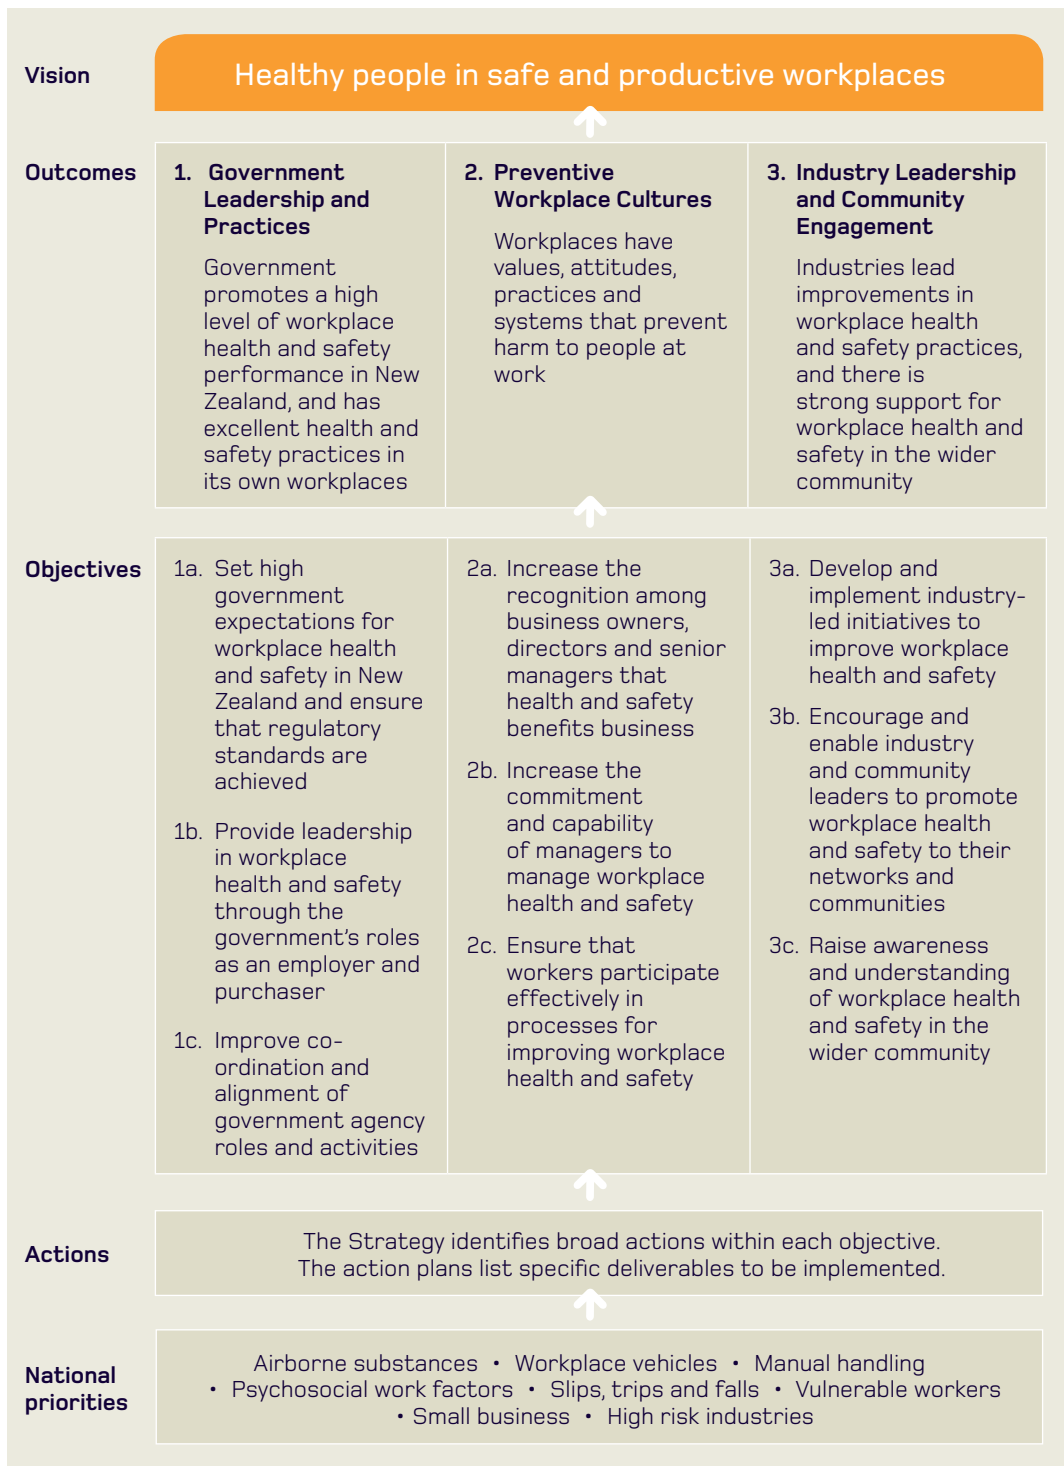 Vision
Healthy people in safe and productive workplaces
Outcomes
1. Government
Leadership and
Practices
Government
promotes a high
level of workplace
health and safety
performance in New
Zealand, and has
excellent health and
safety practices in
its own workplaces
2. Preventive
Workplace Cultures
Workplaces have
values, attitudes,
practices and
systems that prevent
harm to people at
work
3. Industry Leadership
and Community
Engagement
Industries lead
improvements in
workplace health
and safety practices,
and there is
strong support for
workplace health and
safety in the wider
community
Objectives
1a. Set high
government
expectations for
workplace health
and safety in New
Zealand and ensure
that regulatory
standards are
achieved
1b. Provide leadership
in workplace
health and safety
through the
government's roles
as an employer and
purchaser
1c. Improve co-
ordination and
alignment of
government agency
roles and activities
2a. Increase the
recognition among
business owners,
directors and senior
managers that
health and safety
benefits business
2b. Increase the
commitment
and capability
of managers to
manage workplace
health and safety
2c. Ensure that
workers participate
effectively in
processes for
improving workplace
health and safety
3a. Develop and
implement industry-
led initiatives to
improve workplace
health and safety
3b. Encourage and
enable industry
and community
leaders to promote
workplace health
and safety to their
networks and
communities
3c. Raise awareness
and understanding
of workplace health
and safety in the
wider community
Actions
The Strategy identifies broad actions within each objective.
The action plans list specific deliverables to be implemented.
National
priorities
Airborne substances • Workplace vehicles • Manual handling
• Psychosocial work factors • Slips, trips and falls • Vulnerable workers
• Small business • High risk industries